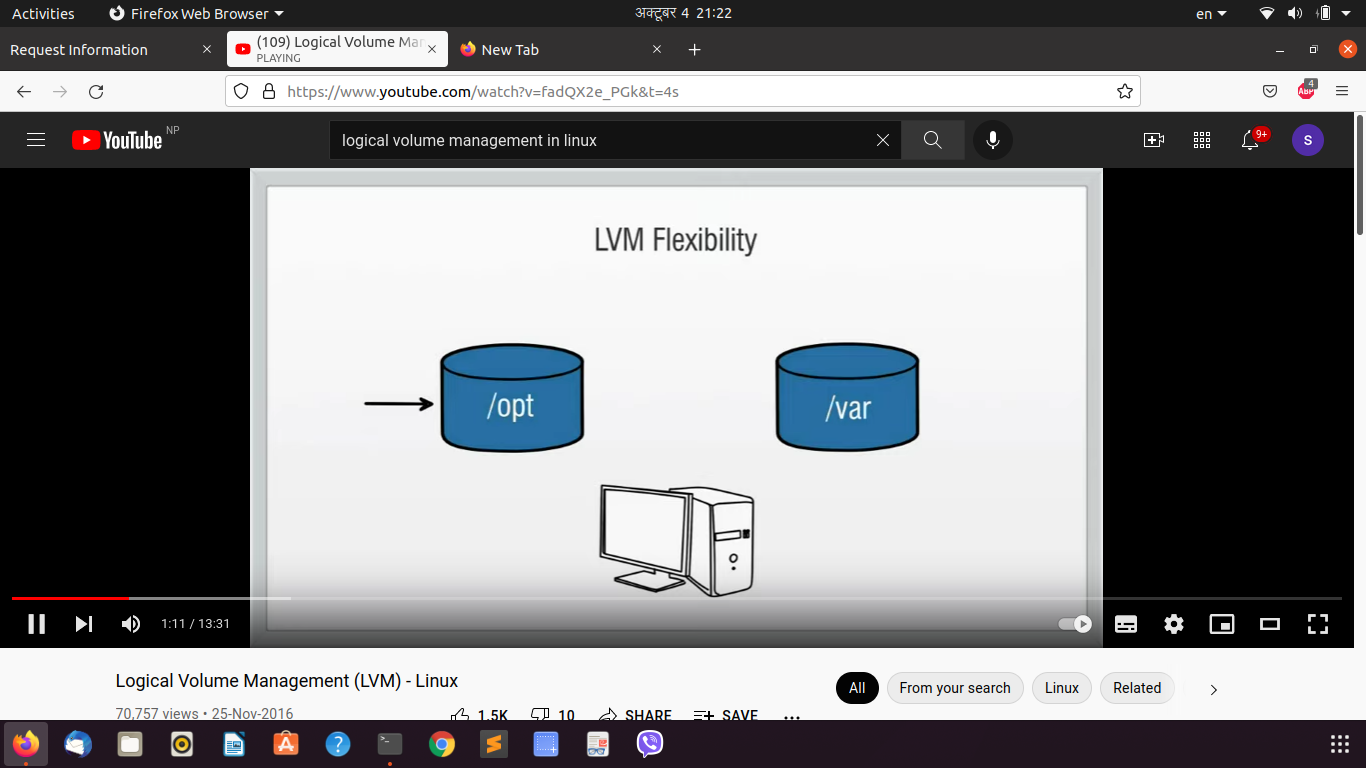 Activities
Firefox Web Browser
अक्टूबर 4 21:22
en
Request Information
(109) Logical Volume Mar
PLAYING
New Tab
https://www.youtube.com/watch?v=fadQX2e_PGk&t=4s
ABP
4
YouTube NP
logical volume management in linux
9+
S
LVM Flexibility
/opt
/var
1:11 / 13:31
Logical Volume Management (LVM) - Linux
All
From your search
Linux
Related
70,757 views • 25-Nov-2016
1.5K
10
SHARE
SAVE